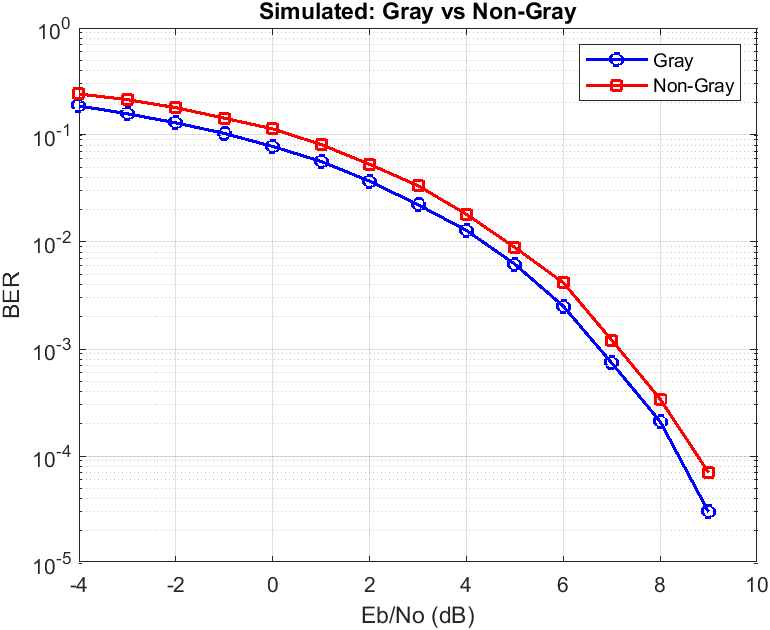 Simulated: Gray vs Non-Gray
Gray
Non-Gray
BER
10^0
10^-1
10^-2
10^-3
10^-4
10^-5
-4 -2 0 2 4 6 8 10
Eb/No (dB)